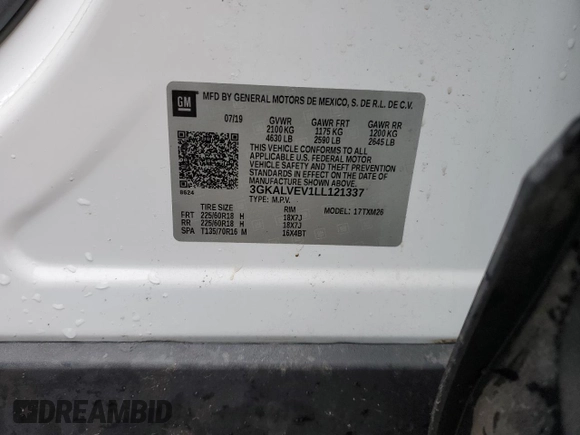 GM
MFD BY GENERAL MOTORS DE MEXICO, S. DE R.L. DE C.V.
07/19 GVWR GAWR FRT GAWR RR
2100 KG 1175 KG 1200 KG
4630 LB 2590 LB 2645 LB
THIS VEHICLE CONFORMS TO ALL
APPLICABLE U.S. FEDERAL MOTOR
VEHICLE SAFETY AND THEFT PREVENTION
STANDARDS IN EFFECT ON THE DATE OF
MANUFACTURE SHOWN ABOVE.
8624 3GKALVEV1LL121337
TYPE: M.P.V.
TIRE SIZE RIM MODEL: 17TXM26
FRT 225/60R18 H 18X7J
RR 225/60R18 H 18X7J
SPA T135/70R16 M 16X4BT
DREAMBID